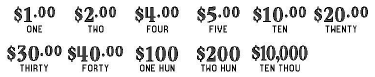 $1.00 $2.00 $4.00 $5.00 $10.00 $20.00
ONE TWO FOUR FIVE TEN TWENTY
$30.00 $40.00 $100 $200 $10,000
THIRTY FORTY ONE HUN TWO HUN TEN THOU